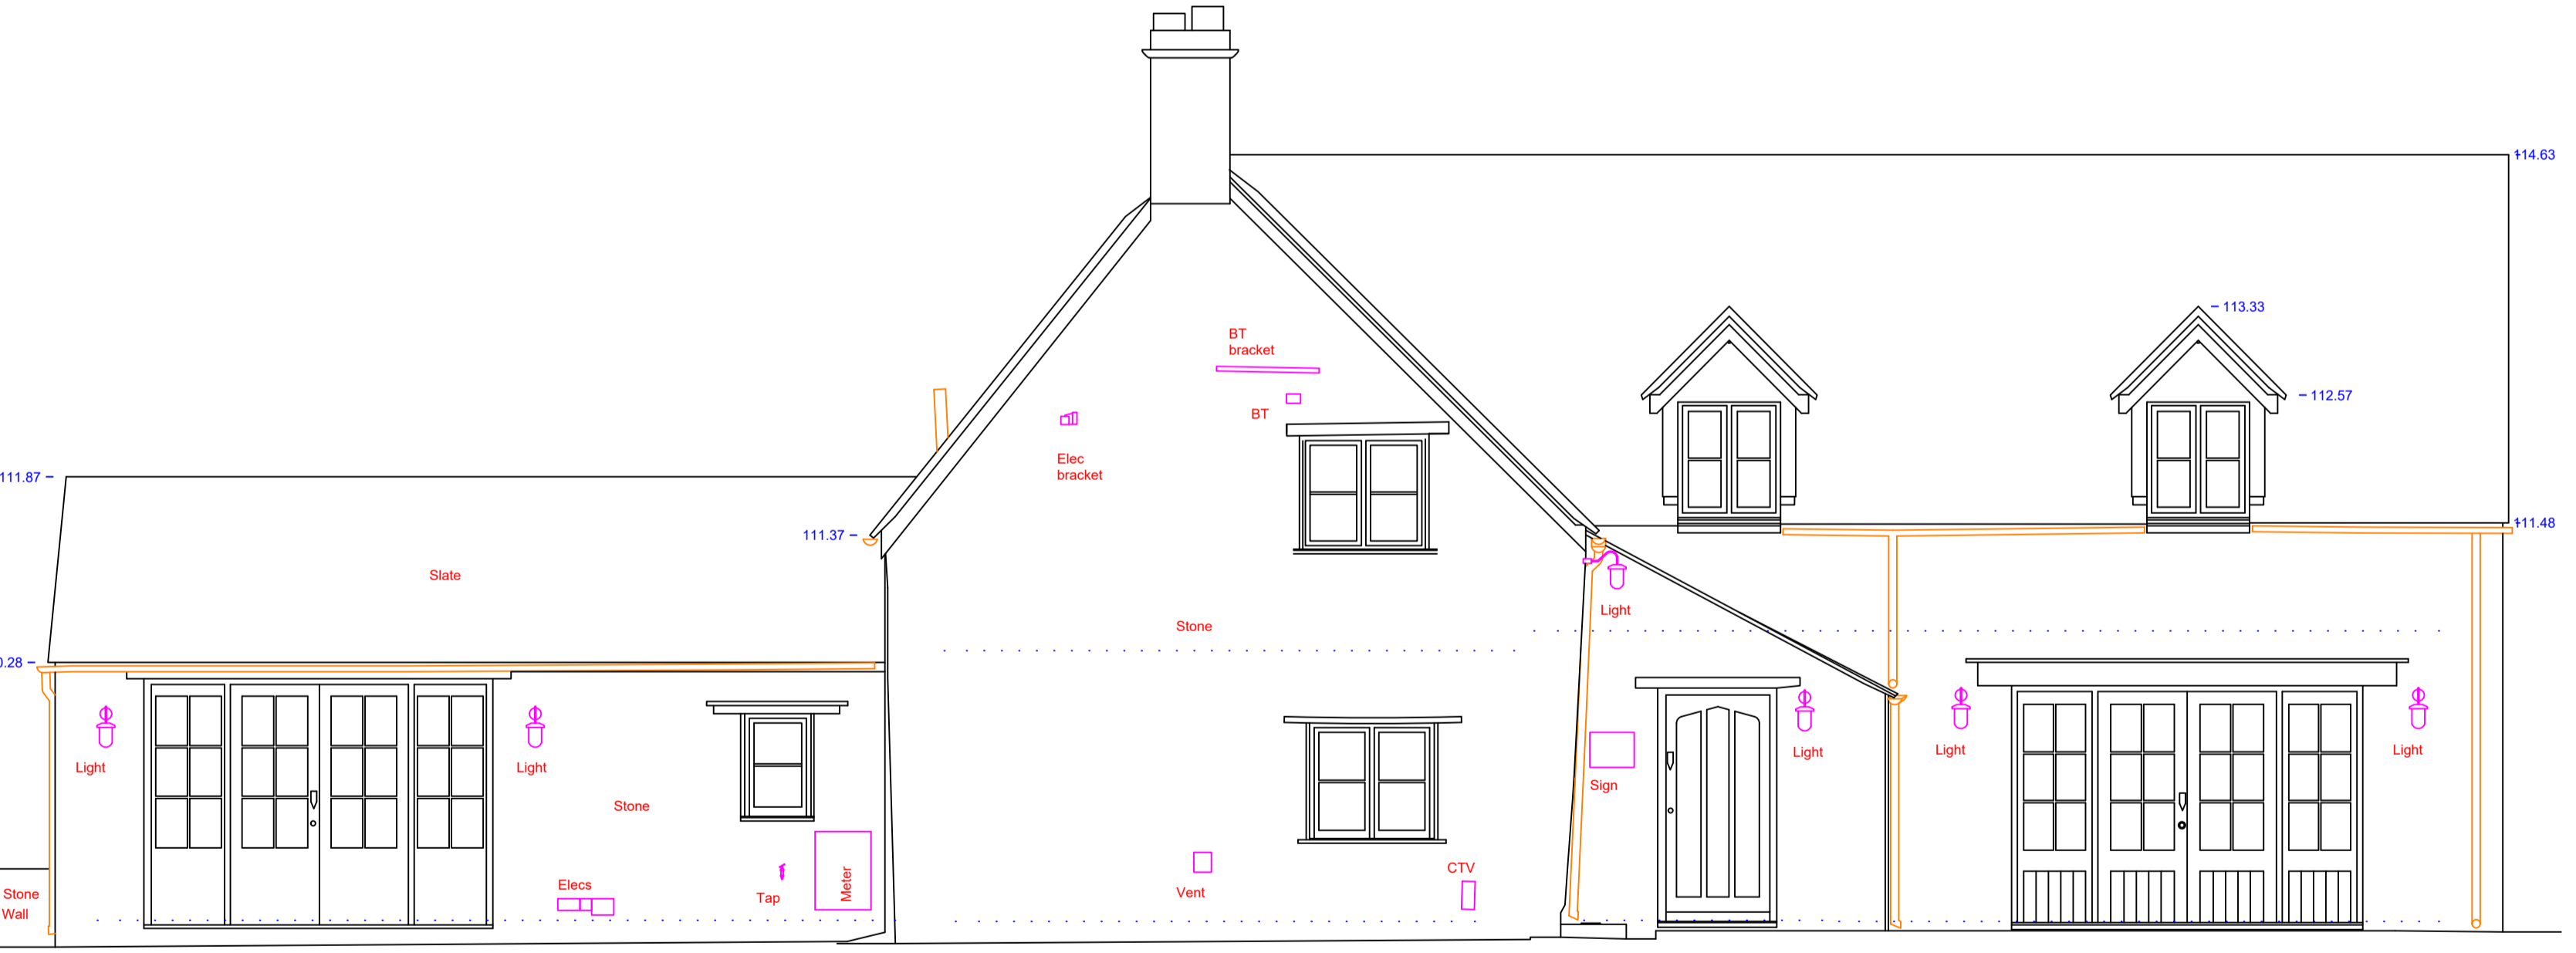 114.63
113.33
BT
bracket
112.57
BT
Elec
bracket
111.87
111.48
111.37
Slate
Light
Stone
0.28
Light
Light
Light
Light
Light
Sign
Stone
CTV
Elecs
Meter
Tap
Vent
Stone
Wall